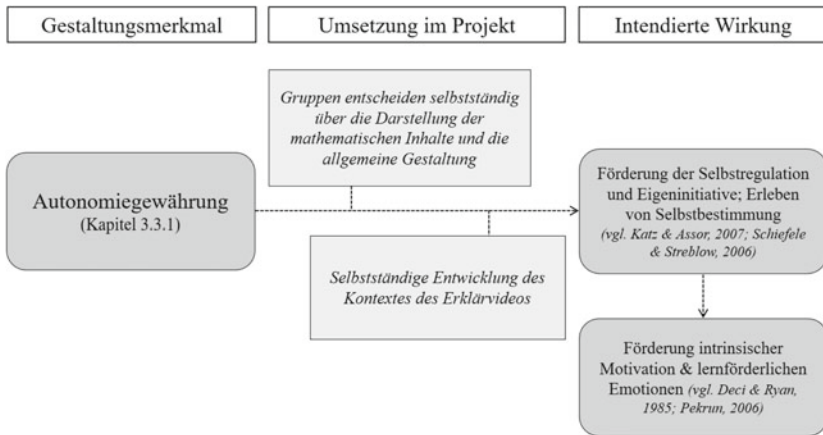 Gestaltungsmerkmal
Umsetzung im Projekt
Intendierte Wirkung
Gruppen entscheiden selbstständig
über die Darstellung der
mathematischen Inhalte und die
allgemeine Gestaltung
Autonomiegewährung
(Kapitel 3.3.1)
Förderung der Selbstregulation
und Eigeninitiative; Erleben
von Selbstbestimmung
(vgl. Katz & Assor, 2007; Schiefele
& Streblow, 2006)
Selbstständige Entwicklung des
Kontextes des Erklärvideos
Förderung intrinsischer
Motivation & lernförderlichen
Emotionen (vgl. Deci & Ryan,
1985; Pekrun, 2006)